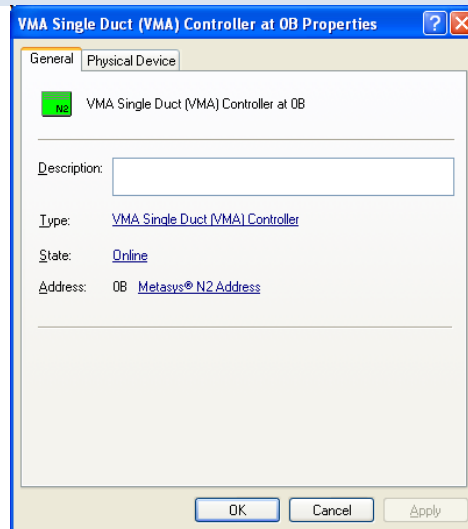 VMA Single Duct (VMA) Controller at 0B Properties
General Physical Device
N2 VMA Single Duct (VMA) Controller at 0B
Description:
Type: VMA Single Duct (VMA) Controller
State: Online
Address: 0B Metasys® N2 Address
OK Cancel Apply